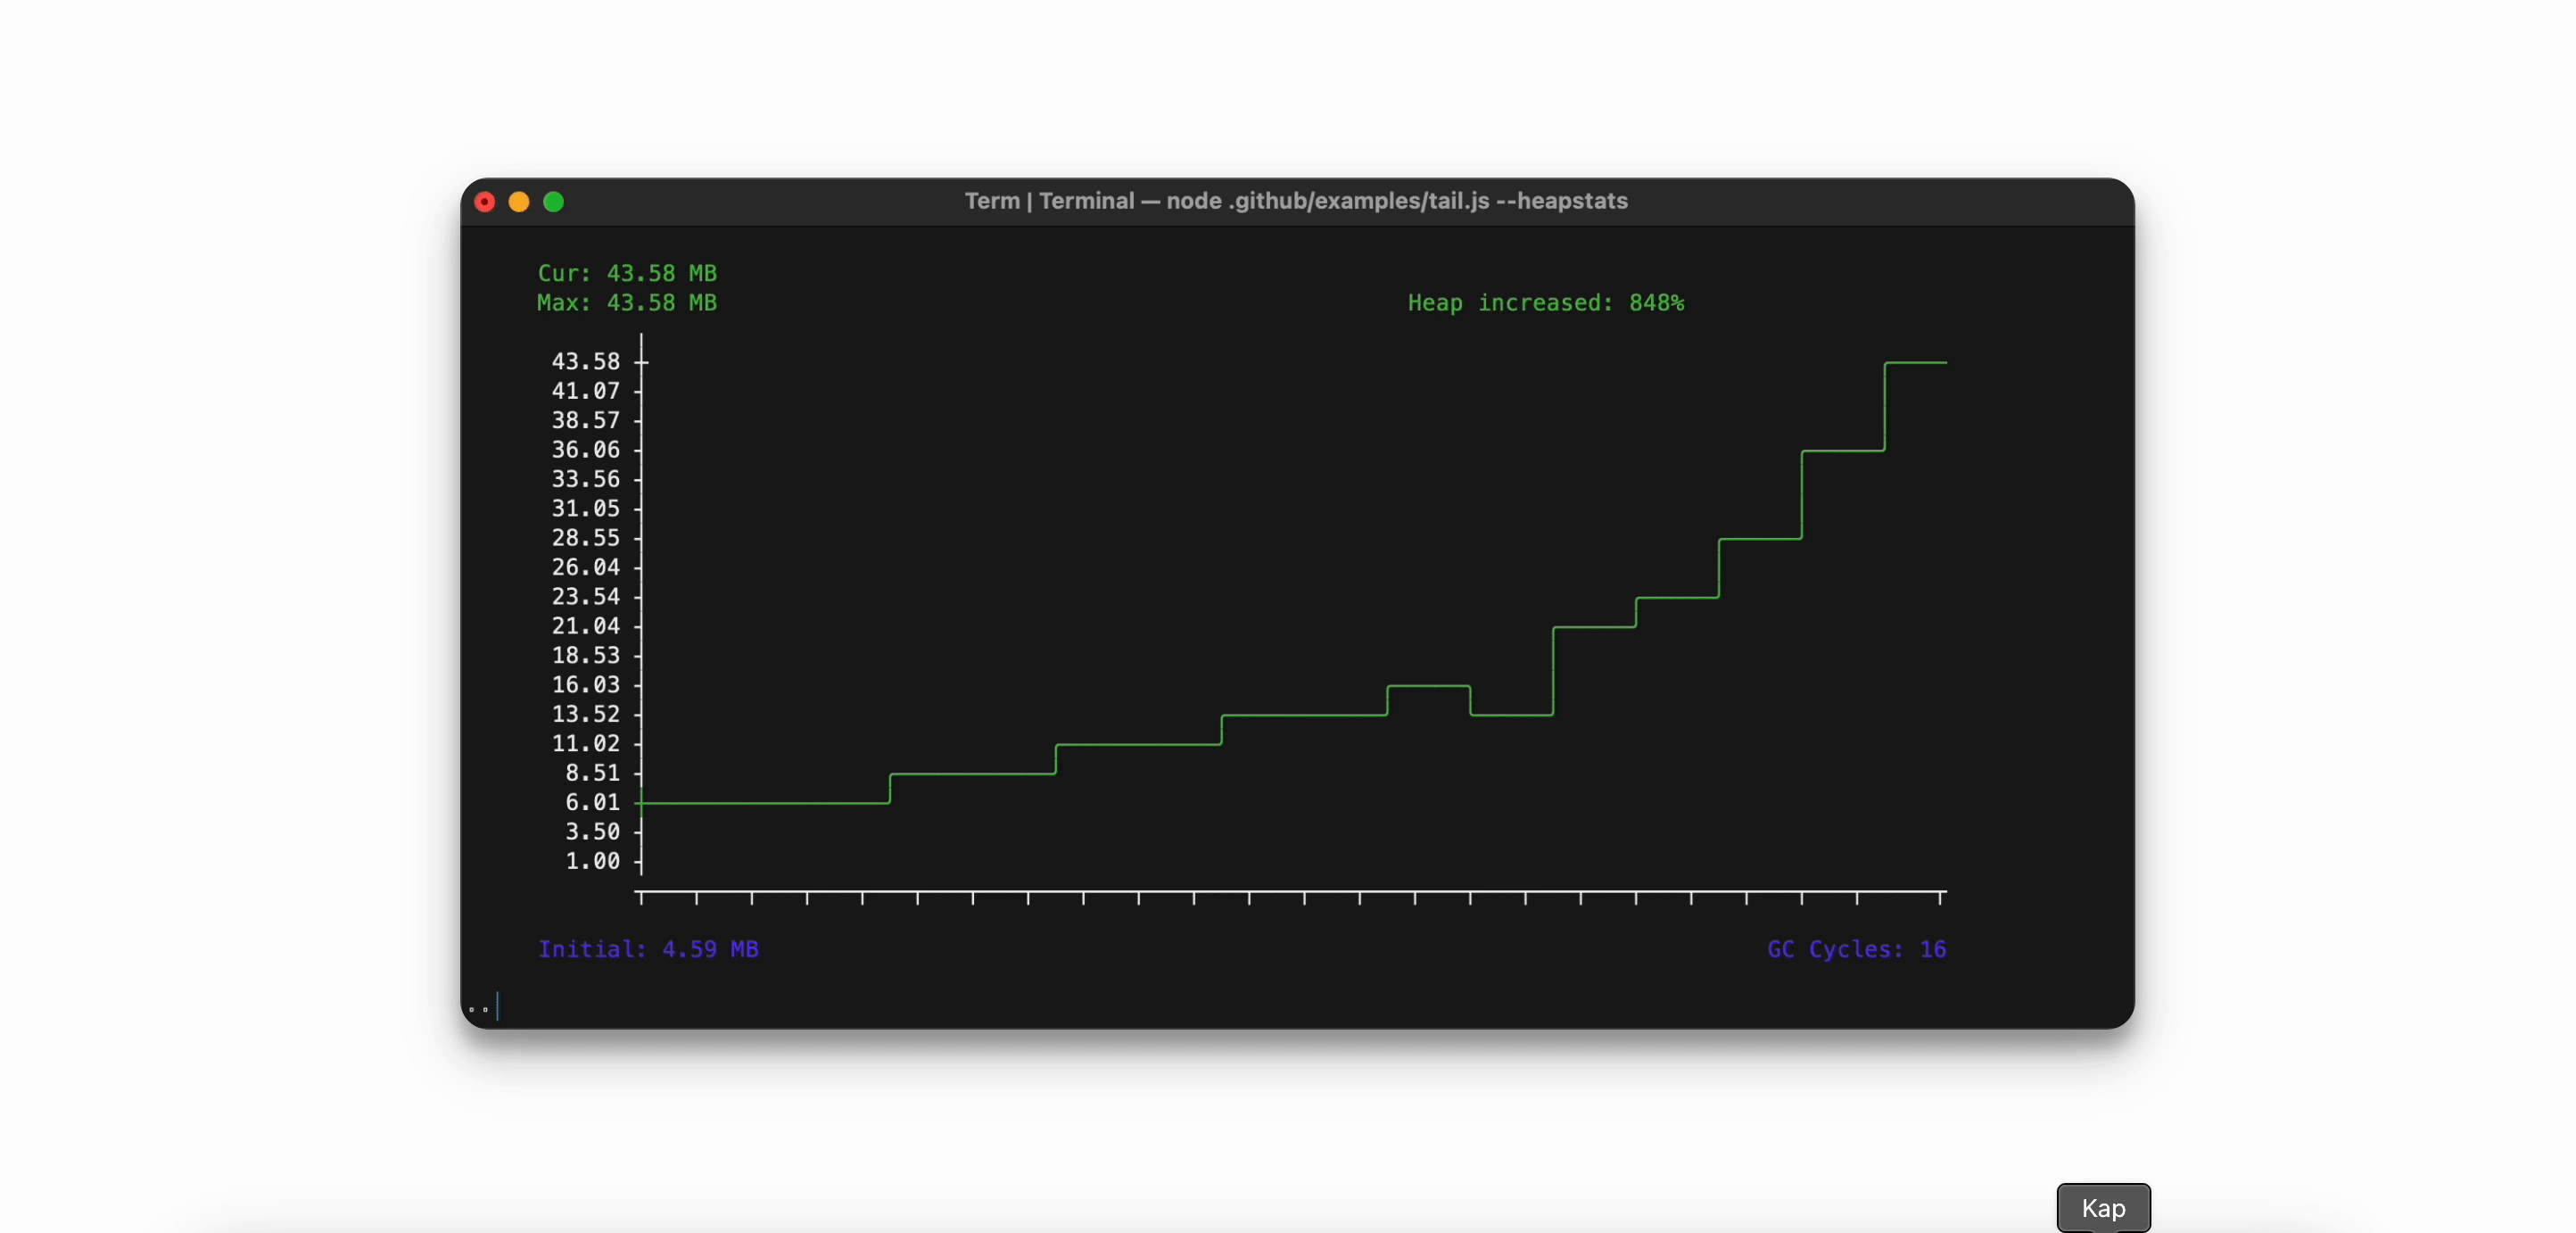 Term | Terminal — node .github/examples/tail.js --heapstats
Cur: 43.58 MB
Max: 43.58 MB
Heap increased: 848%
43.58
41.07
38.57
36.06
33.56
31.05
28.55
26.04
23.54
21.04
18.53
16.03
13.52
11.02
8.51
6.01
3.50
1.00
Initial: 4.59 MB
GC Cycles: 16
..
Kap